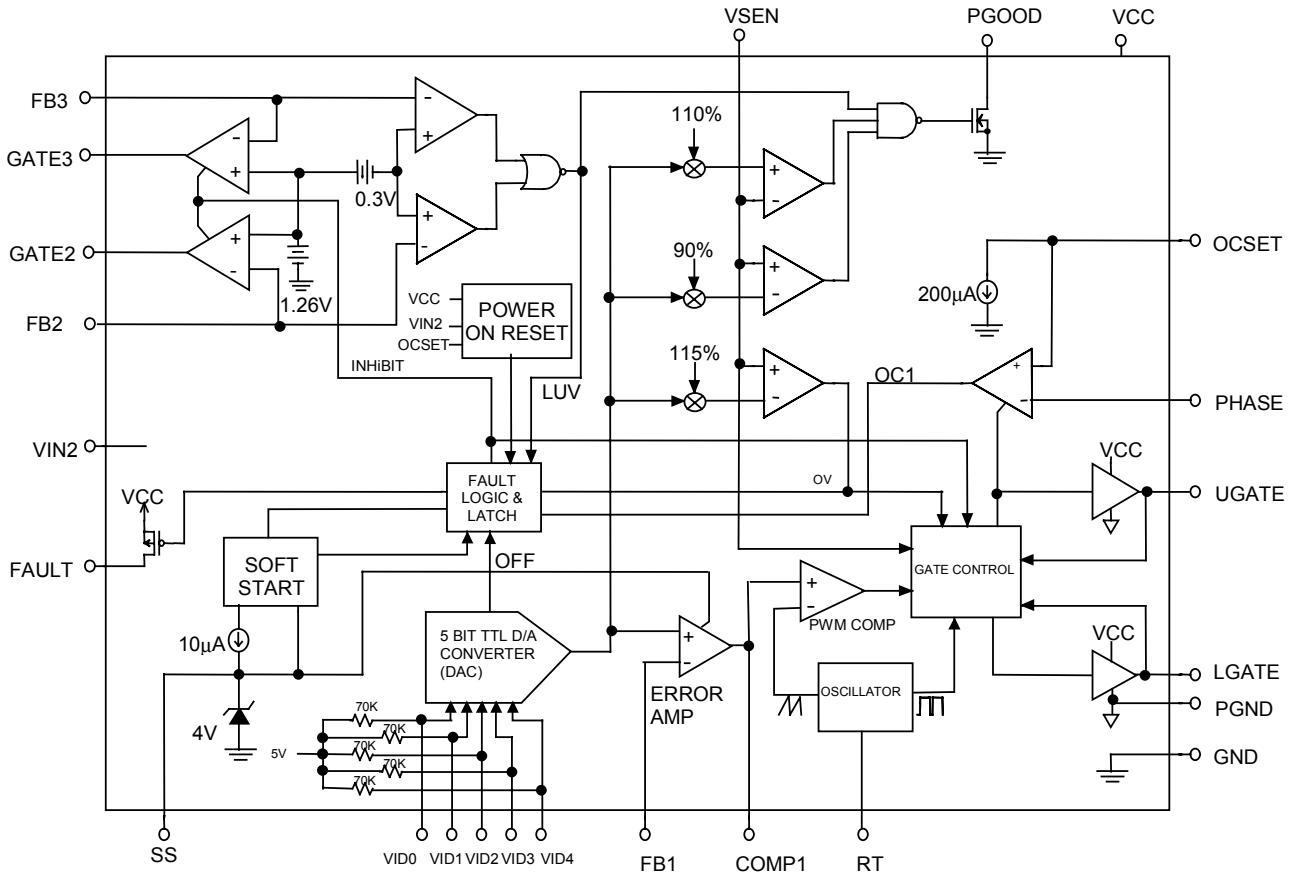 VSEN
PGOOD
VCC
FB3
GATE3
GATE2
FB2
VIN2
VCC
FAULT
-
+
+
-
0.3V
1.26V
-
+
+
-
INHiBIT
VCC
VIN2
OCSET
POWER
ON RESET
LUV
110%
90%
115%
+
-
+
-
+
-
OC1
OV
200µA
OCSET
+
-
PHASE
VCC
UGATE
FAULT
LOGIC &
LATCH
OFF
SOFT
START
10µA
4V
5 BIT TTL D/A
CONVERTER
(DAC)
70K
70K
70K
70K
70K
5V
+
-
ERROR
AMP
+
-
PWM COMP
OSCILLATOR
GATE CONTROL
VCC
LGATE
PGND
GND
SS
VID0
VID1
VID2
VID3
VID4
FB1
COMP1
RT